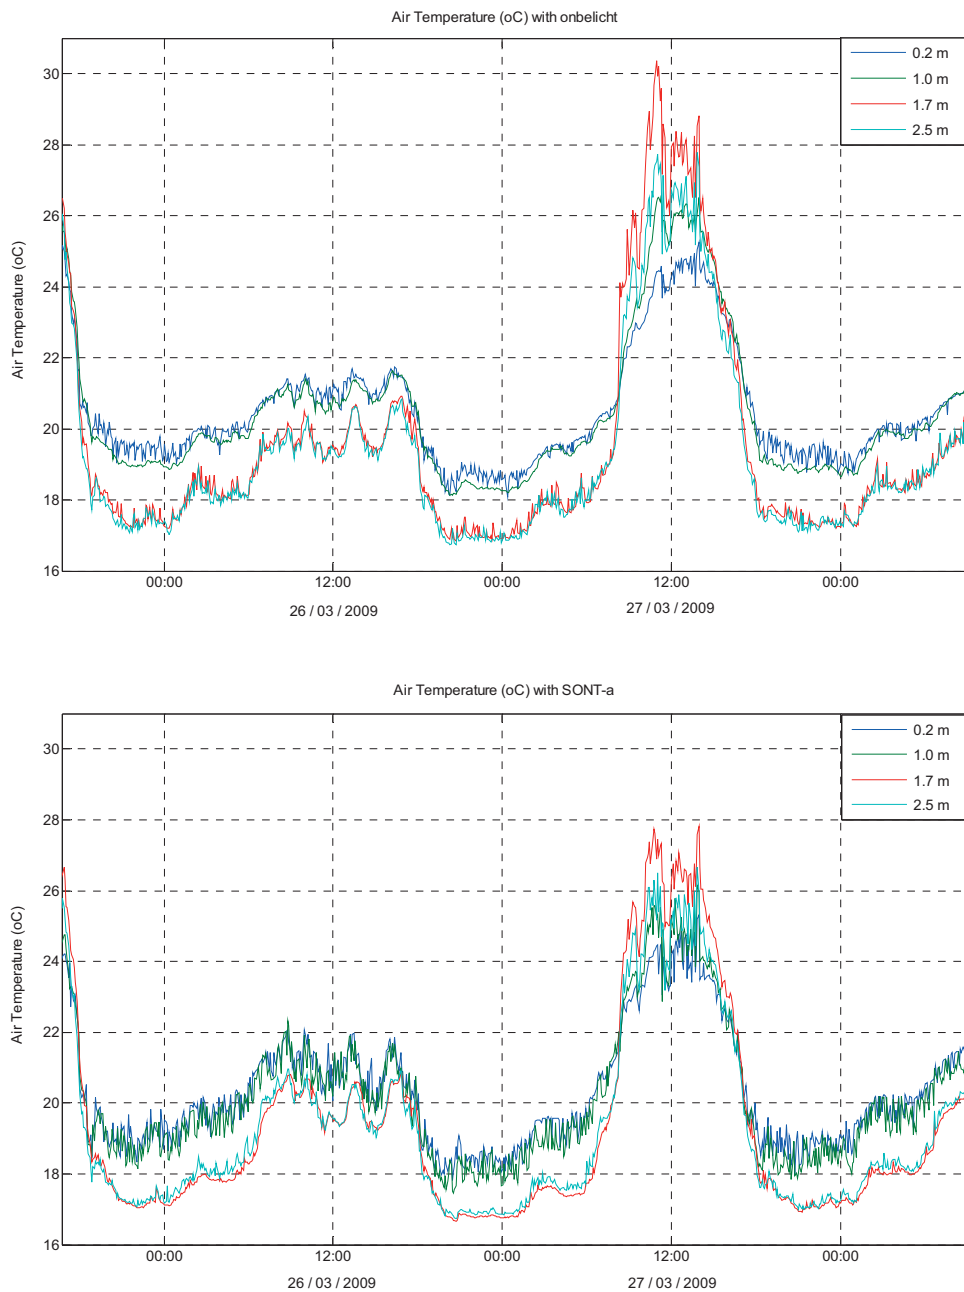 Air Temperature (oC) with onbelicht
0.2 m
1.0 m
1.7 m
2.5 m
30
28
26
24
22
20
18
16
Air Temperature (oC)
00:00 12:00 00:00 12:00 00:00
26 / 03 / 2009 27 / 03 / 2009
Air Temperature (oC) with SONT-a
0.2 m
1.0 m
1.7 m
2.5 m
30
28
26
24
22
20
18
16
Air Temperature (oC)
00:00 12:00 00:00 12:00 00:00
26 / 03 / 2009 27 / 03 / 2009